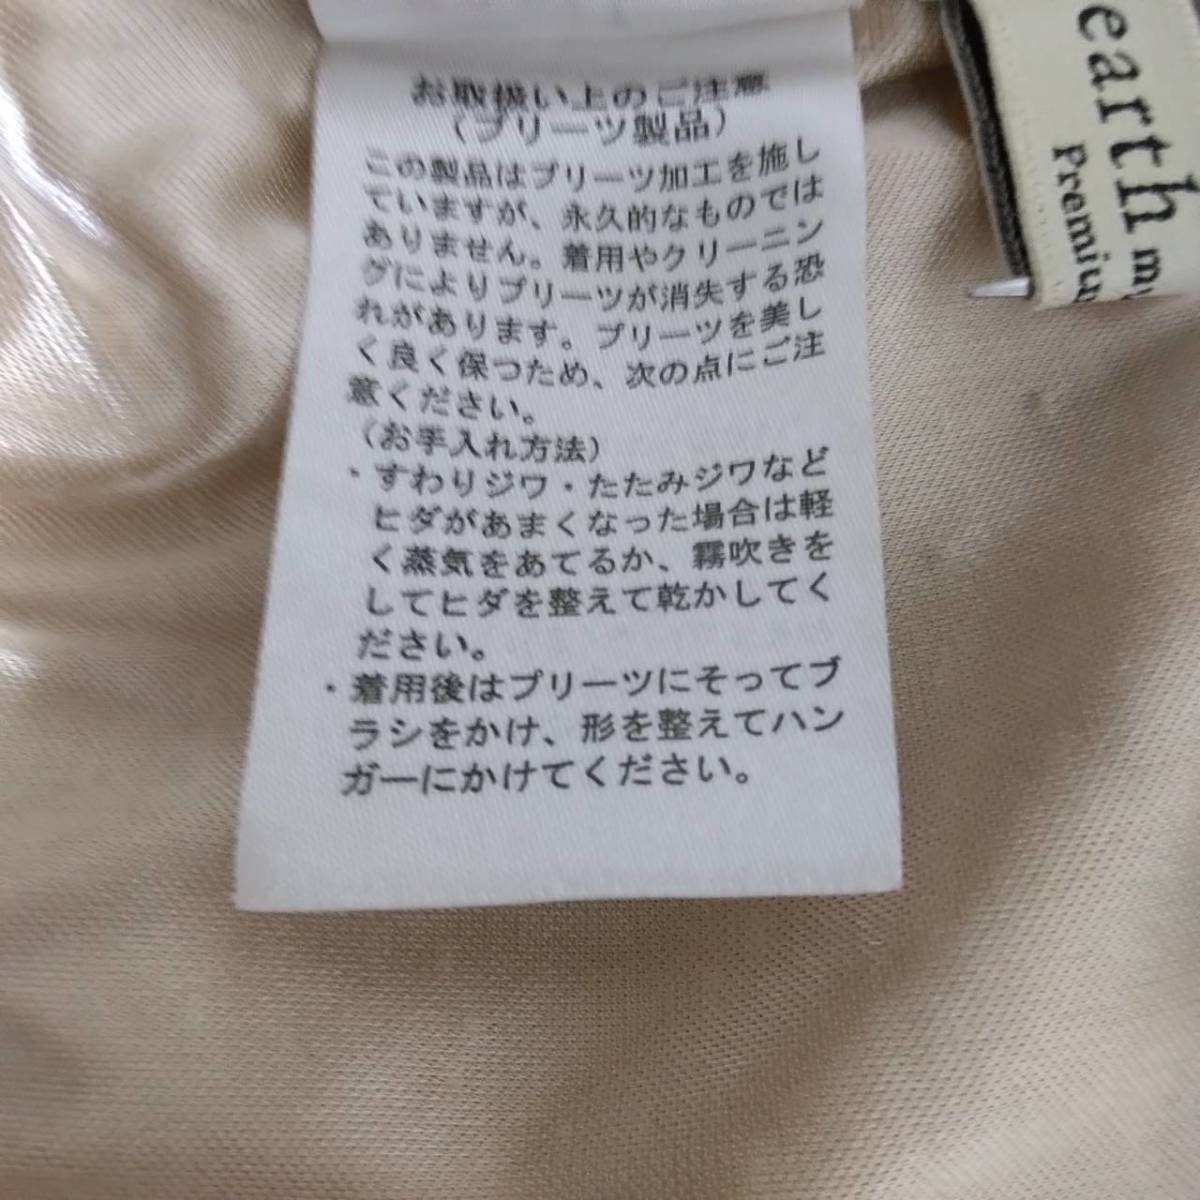 お取扱い上のご注意
（プリーツ製品）
この製品はプリーツ加工を施し
ていますが、永久的なものでは
ありません。着用やクリーニン
グによりプリーツが消失する恐
れがあります。プリーツを美し
く良く保つため、次の点にご注
意ください。
（お手入れ方法）
・すわりジワ・たたみジワなど
ヒダがあまくなった場合は軽
く蒸気をあてるか、霧吹きを
してヒダを整えて乾かしてく
ださい。
・着用後はプリーツにそってブ
ラシをかけ、形を整えてハン
ガーにかけてください。
earth